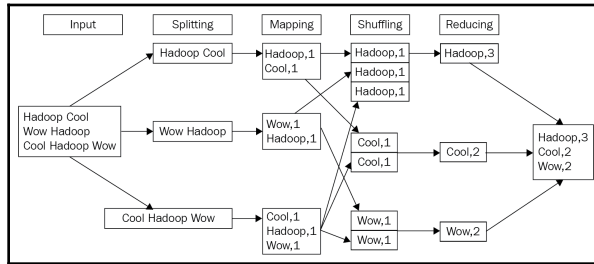 Input
Splitting
Mapping
Shuffling
Reducing
Hadoop Cool
Wow Hadoop
Cool Hadoop Wow
Hadoop Cool
Wow Hadoop
Cool Hadoop Wow
Hadoop,1
Cool,1
Wow,1
Hadoop,1
Cool,1
Hadoop,1
Wow,1
Hadoop,1
Hadoop,1
Hadoop,1
Cool,1
Cool,1
Wow,1
Wow,1
Hadoop,3
Cool,2
Wow,2
Hadoop,3
Cool,2
Wow,2